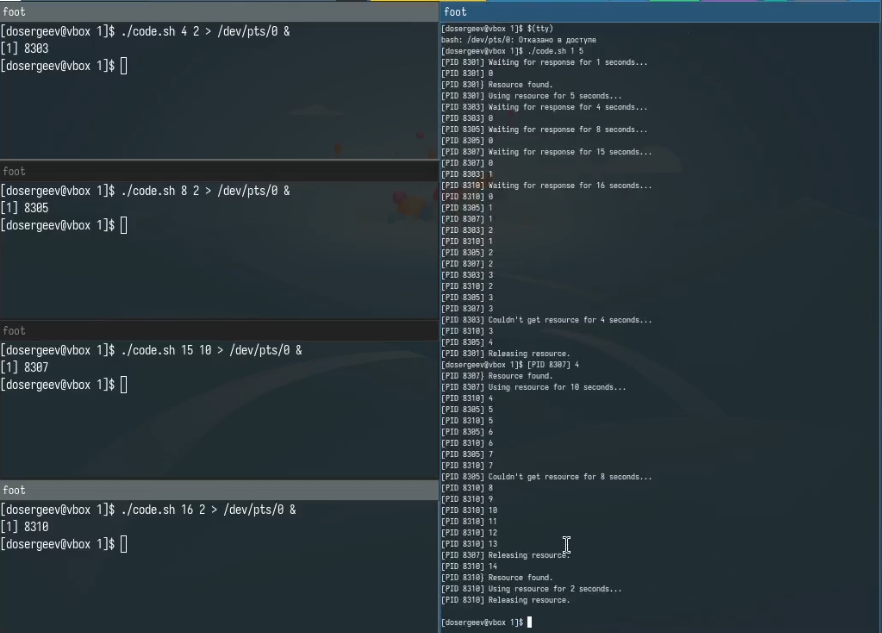 foot
[dosergeev@vbox 1]$ ./code.sh 4 2 > /dev/pts/0 &
[1] 8303
[dosergeev@vbox 1]$
foot
[dosergeev@vbox 1]$ ./code.sh 8 2 > /dev/pts/0 &
[1] 8305
[dosergeev@vbox 1]$
foot
[dosergeev@vbox 1]$ ./code.sh 15 10 > /dev/pts/0 &
[1] 8307
[dosergeev@vbox 1]$
foot
[dosergeev@vbox 1]$ ./code.sh 16 2 > /dev/pts/0 &
[1] 8310
[dosergeev@vbox 1]$
foot
[dosergeev@vbox 1]$ $(tty)
bash: /dev/pts/0: Отказано в доступе
[dosergeev@vbox 1]$ ./code.sh 1 5
[PID 8301] Waiting for response for 1 seconds...
[PID 8301] 0
[PID 8301} Resource found.
[PID 8301] Using resource for 5 seconds...
[PID 8303] Waiting for response for 4 seconds...
[PID 8303] 0
[PID 8305] Waiting for response for 8 seconds...
[PID 8305] 0
[PID 8307] Waiting for response for 15 seconds...
[PID 8307] 0
[PID 8303] 1
[PID 8310] Waiting for response for 16 seconds...
[PID 8310] 0
[PID 8305] 1
[PID 8307] 1
[PID 8303] 2
[PID 8310] 1
[PID 8305] 2
[PID 8307] 2
[PID 8303] 3
[PID 8310] 2
[PID 8305] 3
[PID 8307] 3
[PID 8303] Couldn't get resource for 4 seconds...
[PID 8310] 3
[PID 8305] 4
[PID 8301] Releasing resource.
[dosergeev@vbox 1]$ [PID 8307] 4
[PID 8307} Resource found.
[PID 8307] Using resource for 10 seconds...
[PID 8310] 4
[PID 8305] 5
[PID 8310] 5
[PID 8305] 6
[PID 8310] 6
[PID 8305] 7
[PID 8310] 7
[PID 8305] Couldn't get resource for 8 seconds...
[PID 8310] 8
[PID 8310] 9
[PID 8310] 10
[PID 8310] 11
[PID 8310] 12
[PID 8310] 13
[PID 8307] Releasing resource.
[PID 8310] 14
[PID 8310} Resource found.
[PID 8310] Using resource for 2 seconds...
[PID 8310] Releasing resource.
[dosergeev@vbox 1]$